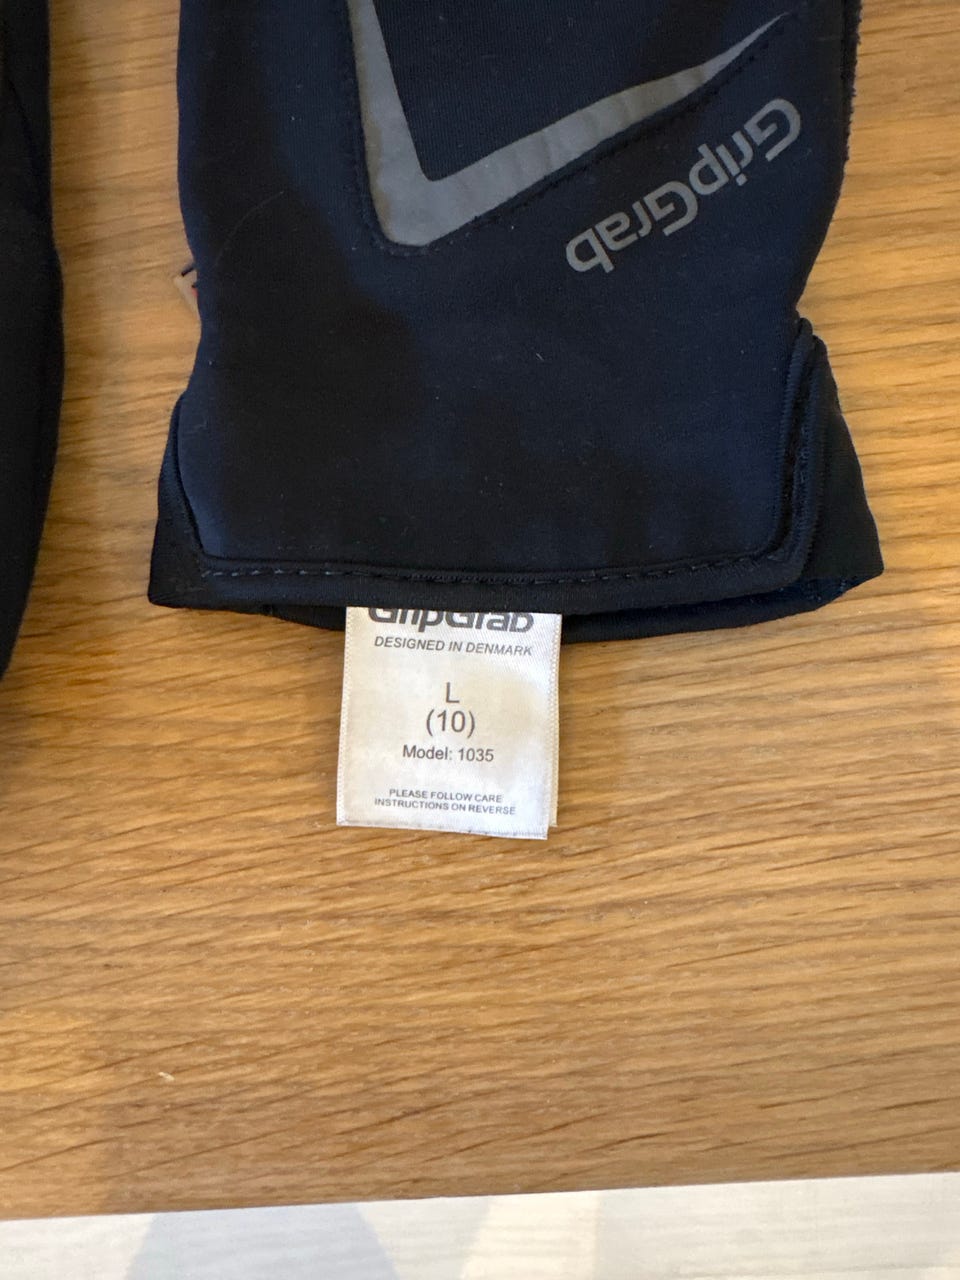 GripGrab
GripGrab
DESIGNED IN DENMARK
L
(10)
Model: 1035
PLEASE FOLLOW CARE
INSTRUCTIONS ON REVERSE